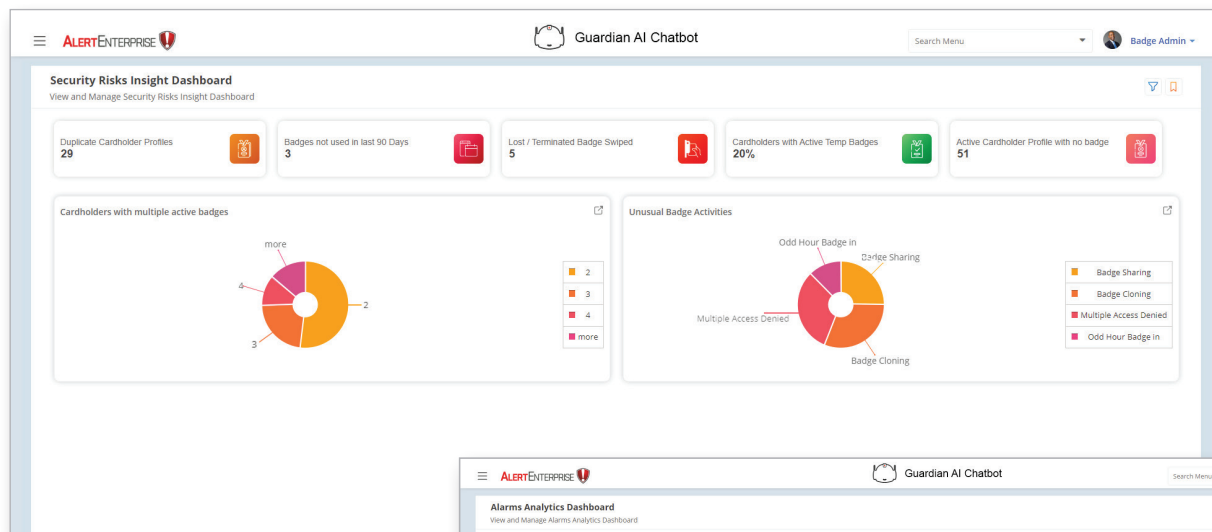 ALERTENTERPRISE
Guardian AI Chatbot
Search Menu
Badge Admin
Security Risks Insight Dashboard
View and Manage Security Risks Insight Dashboard
Duplicate Cardholder Profiles
29
Badges not used in last 90 Days
3
Lost / Terminated Badge Swiped
5
Cardholders with Active Temp Badges
20%
Active Cardholder Profile with no badge
51
Cardholders with multiple active badges
more
4
2
3
2
3
4
more
Unusual Badge Activities
Odd Hour Badge in
Badge Sharing
Multiple Access Denied
Badge Cloning
Badge Sharing
Badge Cloning
Multiple Access Denied
Odd Hour Badge in
ALERTENTERPRISE
Guardian AI Chatbot
Search Menu
Alarms Analytics Dashboard
View and Manage Alarms Analytics Dashboard